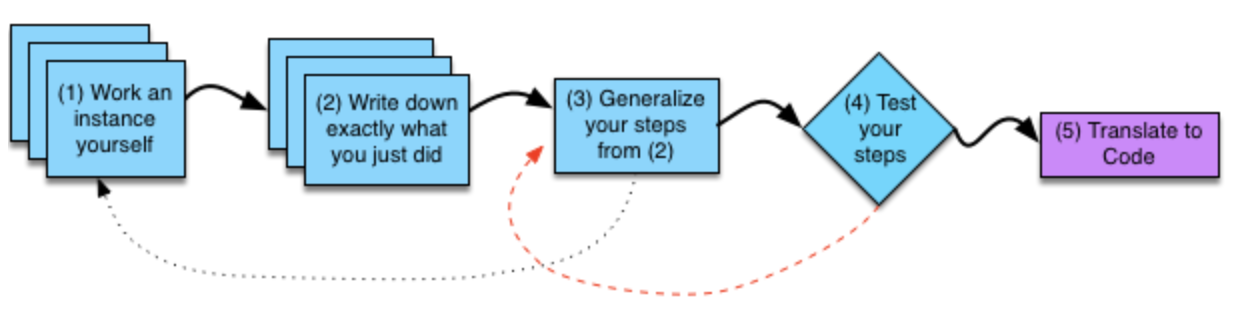 (1) Work an
instance
yourself
(2) Write down
exactly what
you just did
(3) Generalize
your steps
from (2)
(4) Test
your
steps
(5) Translate to
Code